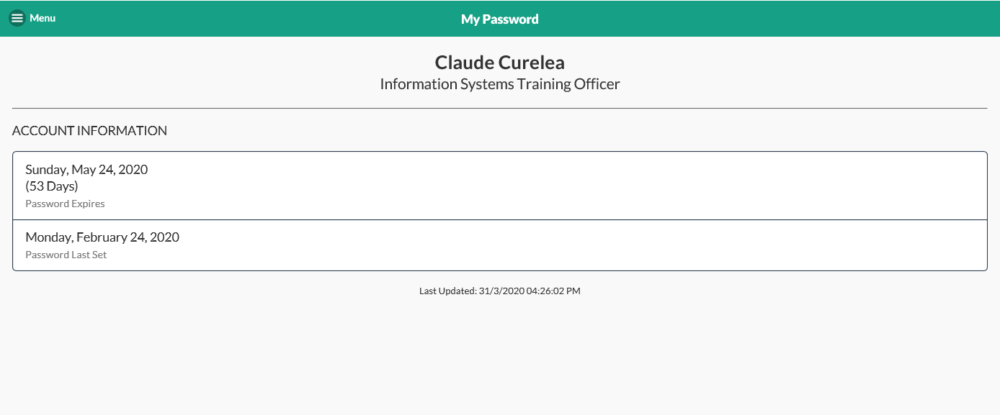 Menu
My Password
Claude Curelea
Information Systems Training Officer
ACCOUNT INFORMATION
Sunday, May 24, 2020
(53 Days)
Password Expires
Monday, February 24, 2020
Password Last Set
Last Updated: 31/3/2020 04:26:02 PM